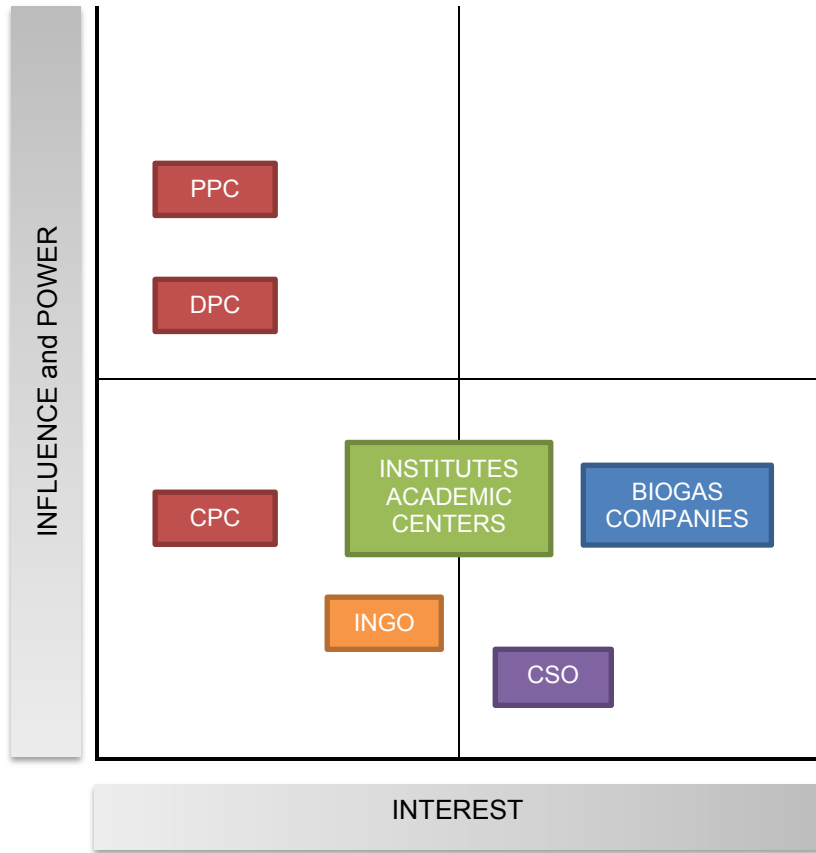 INFLUENCE and POWER
PPC
DPC
CPC
INSTITUTES
ACADEMIC
CENTERS
BIOGAS
COMPANIES
INGO
CSO
INTEREST